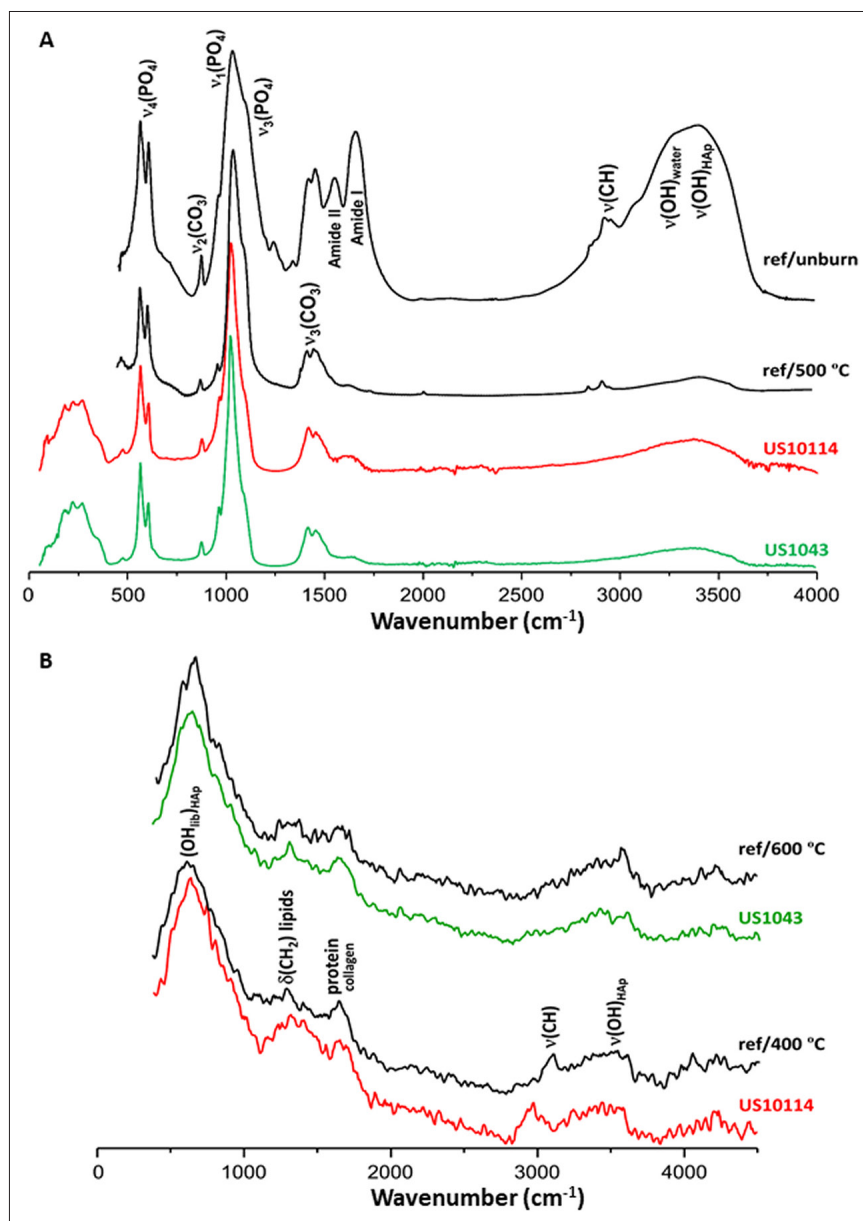 A
ν4(PO4)
ν2(CO3)
ν1(PO4)
ν3(PO4)
Amide II
Amide I
ν3(CO3)
ν(CH)
ν(OH)water
ν(OH)HAp
ref/unburn
ref/500 °C
US10114
US1043
0 500 1000 1500 2000 2500 3000 3500 4000
Wavenumber (cm-1)
B
(OHlib)HAp
δ(CH2) lipids
protein
collagen
ν(CH)
ν(OH)HAp
ref/600 °C
US1043
ref/400 °C
US10114
0 1000 2000 3000 4000
Wavenumber (cm-1)